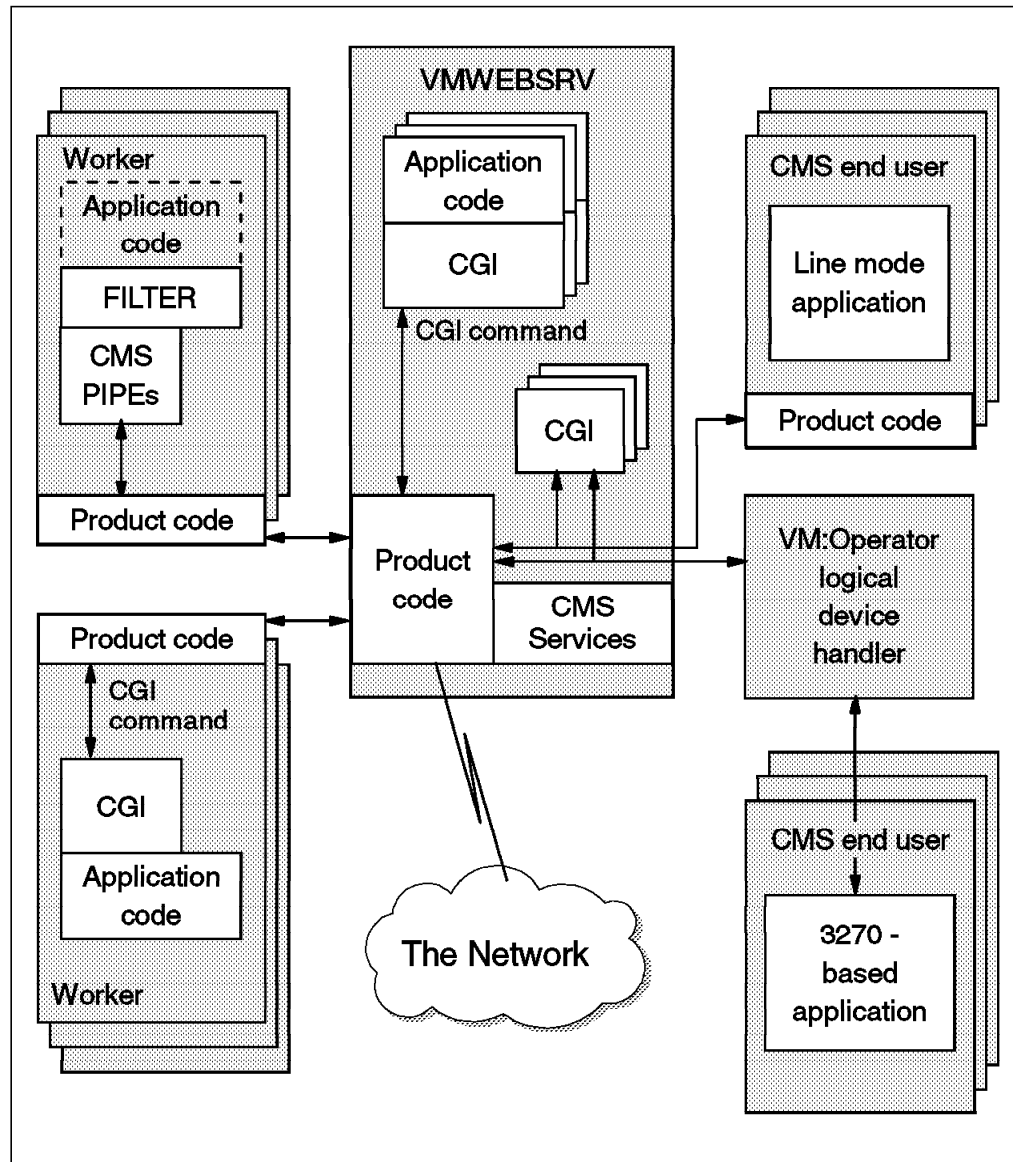 VMWEBSRV
Worker
Application
code
FILTER
CMS
PIPEs
Product code
Application
code
CGI
CGI command
CGI
Product
code
CMS
Services
CMS end user
Line mode
application
Product code
VM:Operator
logical
device
handler
Product code
CGI
command
CGI
Application
code
Worker
The Network
CMS end user
3270 -
based
application